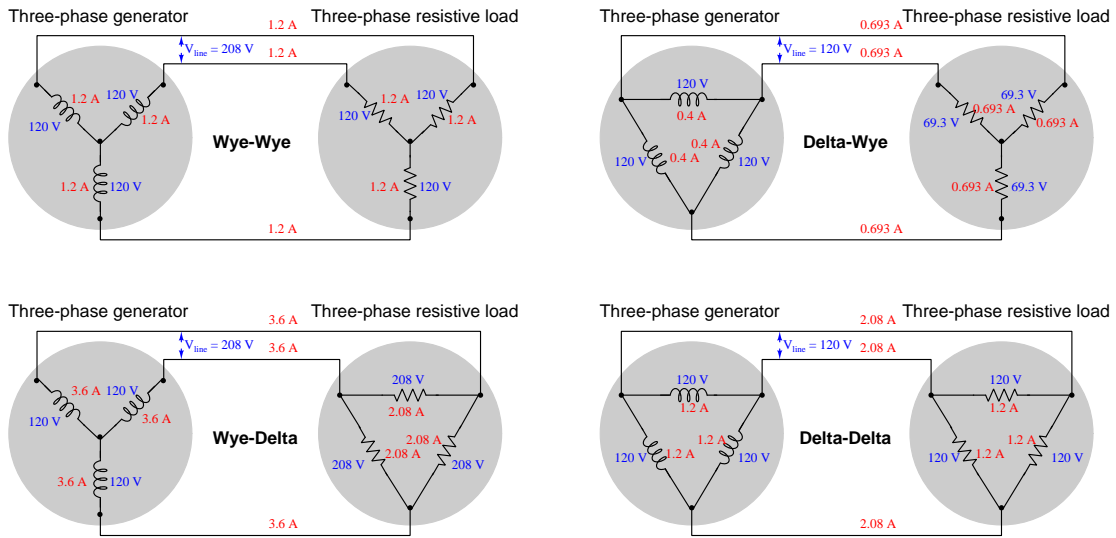 Three-phase generator Three-phase resistive load
1.2 A
V line = 208 V
1.2 A
1.2 A 120 V
120 V 1.2 A
1.2 A 120 V
Wye-Wye
1.2 A 120 V
120 V 1.2 A
1.2 A 120 V
1.2 A
Three-phase generator Three-phase resistive load
0.693 A
V line = 120 V
0.693 A
120 V
0.4 A
0.4 A
120 V 0.4 A 120 V
Delta-Wye
69.3 V
0.693 A
69.3 V 0.693 A
0.693 A 69.3 V
0.693 A
Three-phase generator Three-phase resistive load
3.6 A
V line = 208 V
3.6 A
3.6 A 120 V
120 V 3.6 A
3.6 A 120 V
Wye-Delta
208 V
2.08 A
2.08 A
208 V 2.08 A 208 V
3.6 A
Three-phase generator Three-phase resistive load
2.08 A
V line = 120 V
2.08 A
120 V
1.2 A
1.2 A
120 V 1.2 A 120 V
Delta-Delta
120 V
1.2 A
1.2 A
120 V 1.2 A 120 V
2.08 A